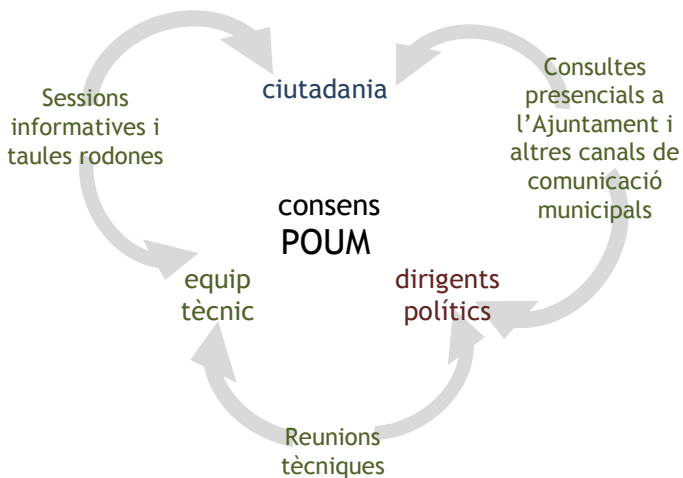 ciutadania
Sessions
informatives i
taules rodones
Consultes
presencials a
l'Ajuntament i
altres canals de
comunicació
municipals
consens
POUM
equip
tècnic
dirigents
polítics
Reunions
tècniques